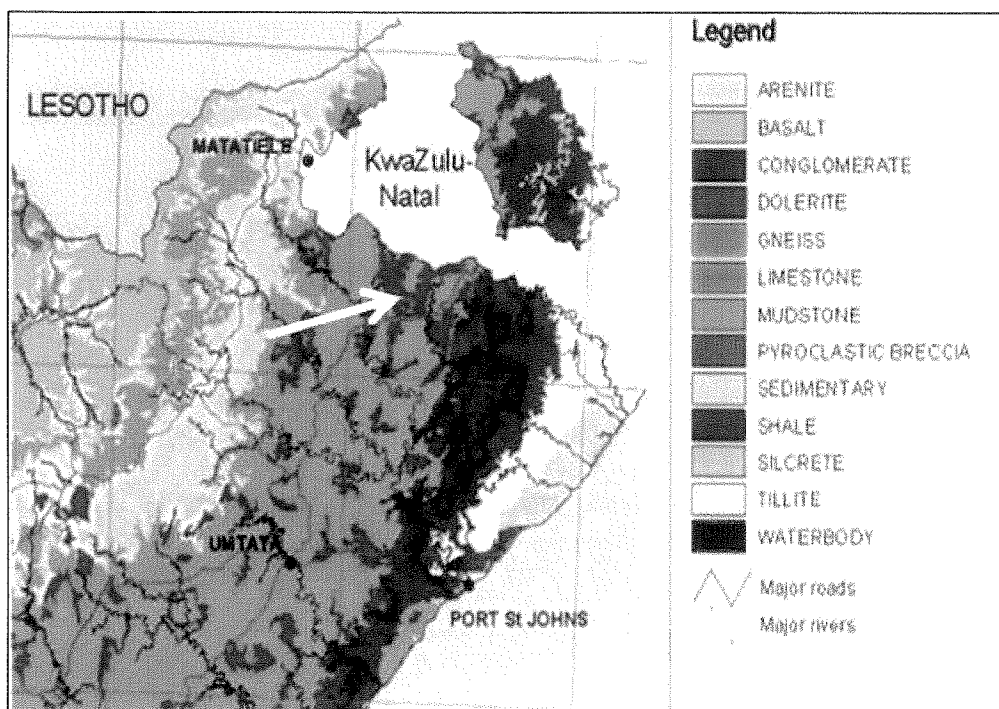 LESOTHO
MATATIELE
KwaZulu-
Natal
UMTATA
PORT St JOHNS
Legend
ARENITE
BASALT
CONGLOMERATE
DOLERITE
GNEISS
LIMESTONE
MUDSTONE
PYROCLASTIC BRECCIA
SEDIMENTARY
SHALE
SILCRETE
TILLITE
WATERBODY
Major roads
Major rivers